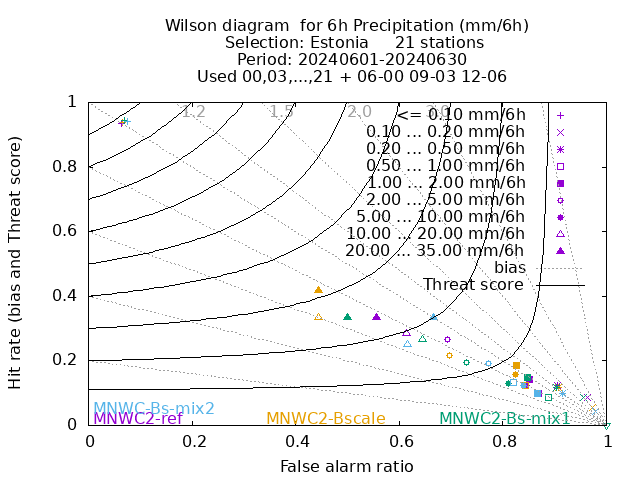 Wilson diagram  for 6h Precipitation (mm/6h)
Selection: Estonia     21 stations
Period: 20240601-20240630
Used 00,03,...,21 + 06-00 09-03 12-06
1.2 1.5 2.0 3.0
<= 0.10 mm/6h
0.10 ... 0.20 mm/6h
0.20 ... 0.50 mm/6h
0.50 ... 1.00 mm/6h
1.00 ... 2.00 mm/6h
2.00 ... 5.00 mm/6h
5.00 ... 10.00 mm/6h
10.00 ... 20.00 mm/6h
20.00 ... 35.00 mm/6h
bias
Threat score
Hit rate (bias and Threat score)
1
0.8
0.6
0.4
0.2
0
MNWC-Bs-mix2
MNWC2-ref MNWC2-Bscale MNWC2-Bs-mix1
0 0.2 0.4 0.6 0.8 1
False alarm ratio